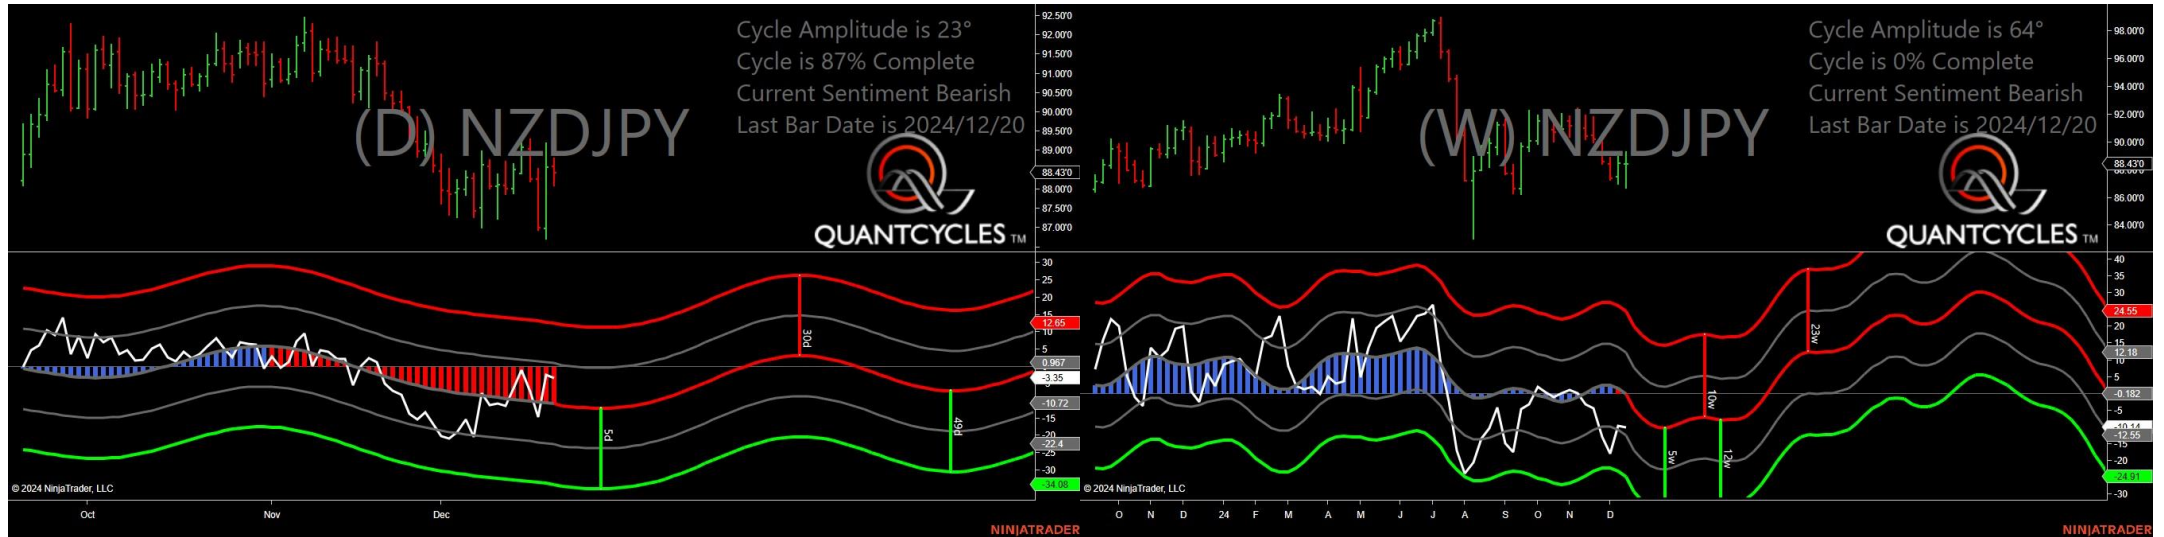 Cycle Amplitude is 23°
Cycle is 87% Complete
Current Sentiment Bearish
Last Bar Date is 2024/12/20
(D) NZDJPY
QUANTCYCLES TM
92.50'0
92.00'0
91.50'0
91.00'0
90.50'0
90.00'0
89.50'0
89.00'0
88.43'0
88.00'0
87.50'0
87.00'0
30
25
20
12.65
10
5
0.967
-3.35
-10.72
-15
-20
-22.4
-25
-30
-34.08
30d
5d
49d
© 2024 NinjaTrader, LLC
Oct Nov Dec
NINJATRADER
Cycle Amplitude is 64°
Cycle is 0% Complete
Current Sentiment Bearish
Last Bar Date is 2024/12/20
(W) NZDJPY
QUANTCYCLES TM
98.00'0
96.00'0
94.00'0
92.00'0
90.00'0
88.43'0
86.00'0
84.00'0
40
35
30
24.55
20
15
12.18
5
-0.182
-5
-10.14
-12.55
-15
-20
-24.91
-30
23w
10w
5w
12w
© 2024 NinjaTrader, LLC
O N D 24 F M A M J J A S O N D
NINJATRADER